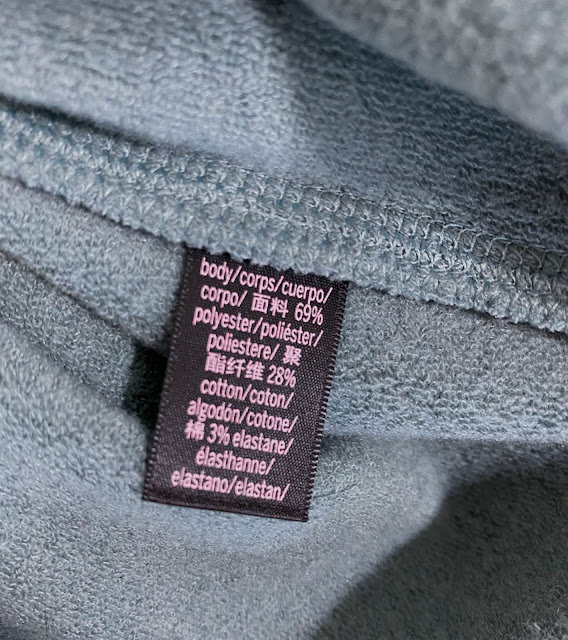 body/corps/cuerpo/
corpo/ 面料 69%
polyester/poliéster/
poliestere/ 聚
酯纤维 28%
cotton/coton/
algodón/cotone/
棉 3% elastane/
élasthanne/
elastano/elastan/